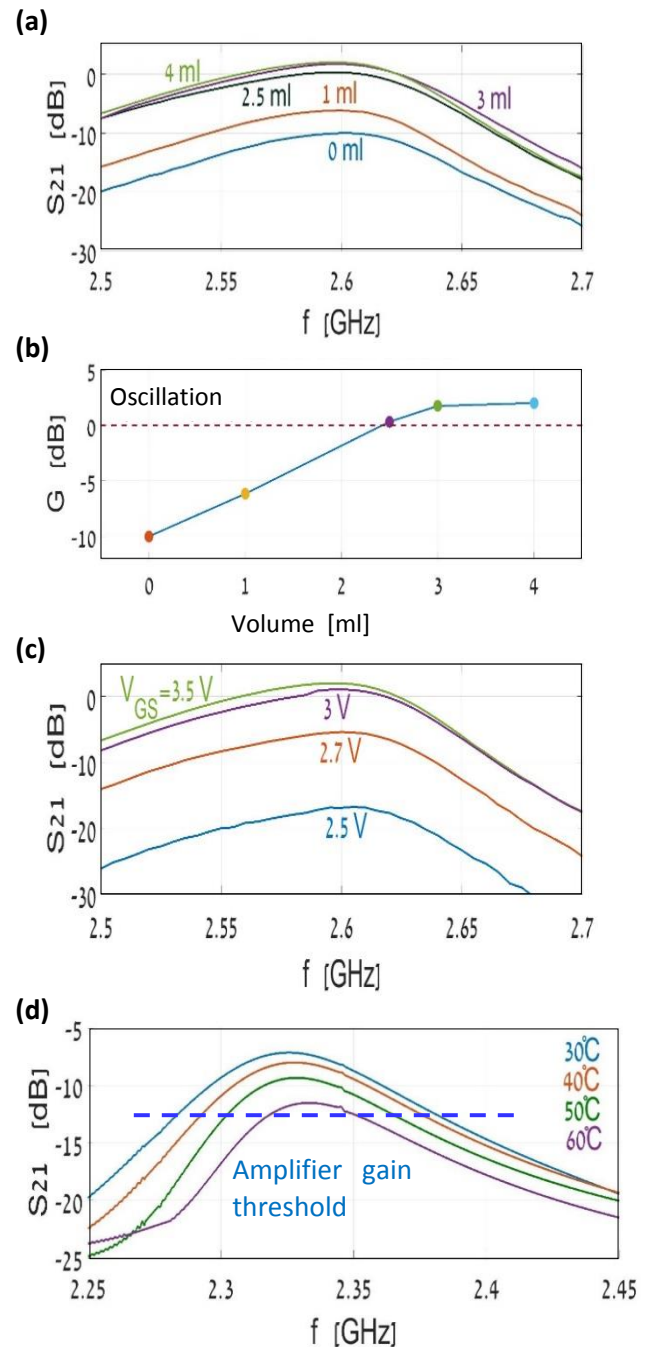 (a)
4 ml
2.5 ml
1 ml
3 ml
0 ml
S21 [dB]
0
-10
-20
-30
2.5
2.55
2.6
2.65
2.7
f [GHz]
(b)
Oscillation
G [dB]
5
0
-5
-10
0
1
2
3
4
Volume [ml]
(c)
VGS=3.5 V
3 V
2.7 V
2.5 V
S21 [dB]
0
-10
-20
-30
2.5
2.55
2.6
2.65
2.7
f [GHz]
(d)
30℃
40℃
50℃
60℃
Amplifier gain
threshold
S21 [dB]
-5
-10
-15
-20
-25
2.25
2.3
2.35
2.4
2.45
f [GHz]